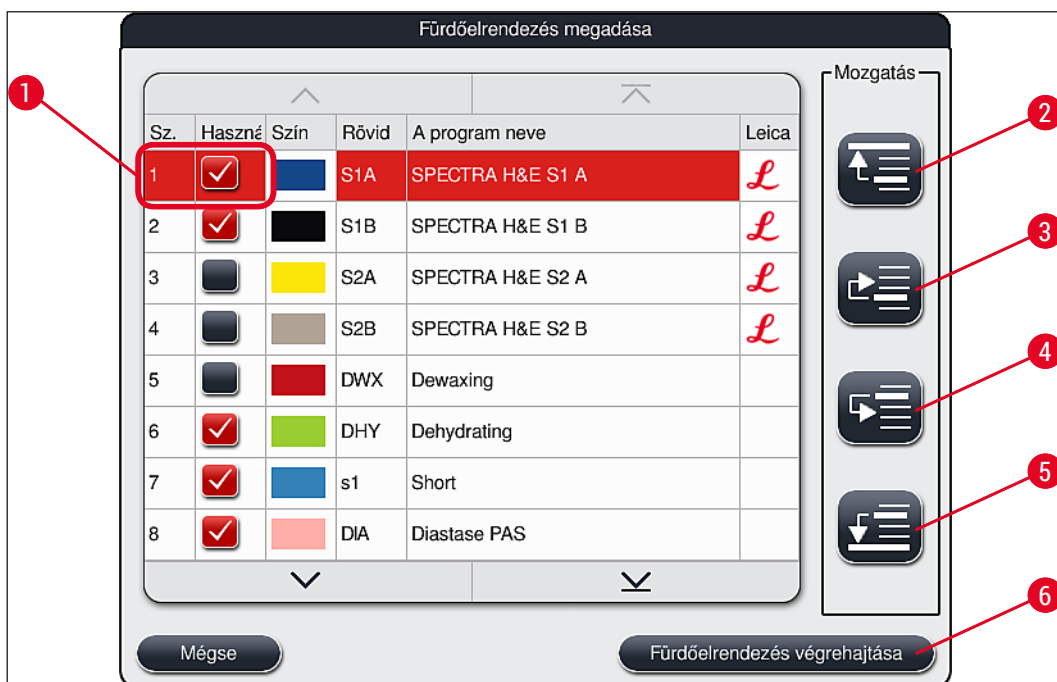 Fürdőelrendezés megadása
Mozgatás
1
2
3
4
5
6
Sz. Haszná Szín Rövid A program neve Leica
1 S1A SPECTRA H&E S1 A L
2 S1B SPECTRA H&E S1 B L
3 S2A SPECTRA H&E S2 A L
4 S2B SPECTRA H&E S2 B L
5 DWX Dewaxing
6 DHY Dehydrating
7 s1 Short
8 DIA Diastase PAS
Mégse
Fürdőelrendezés végrehajtása